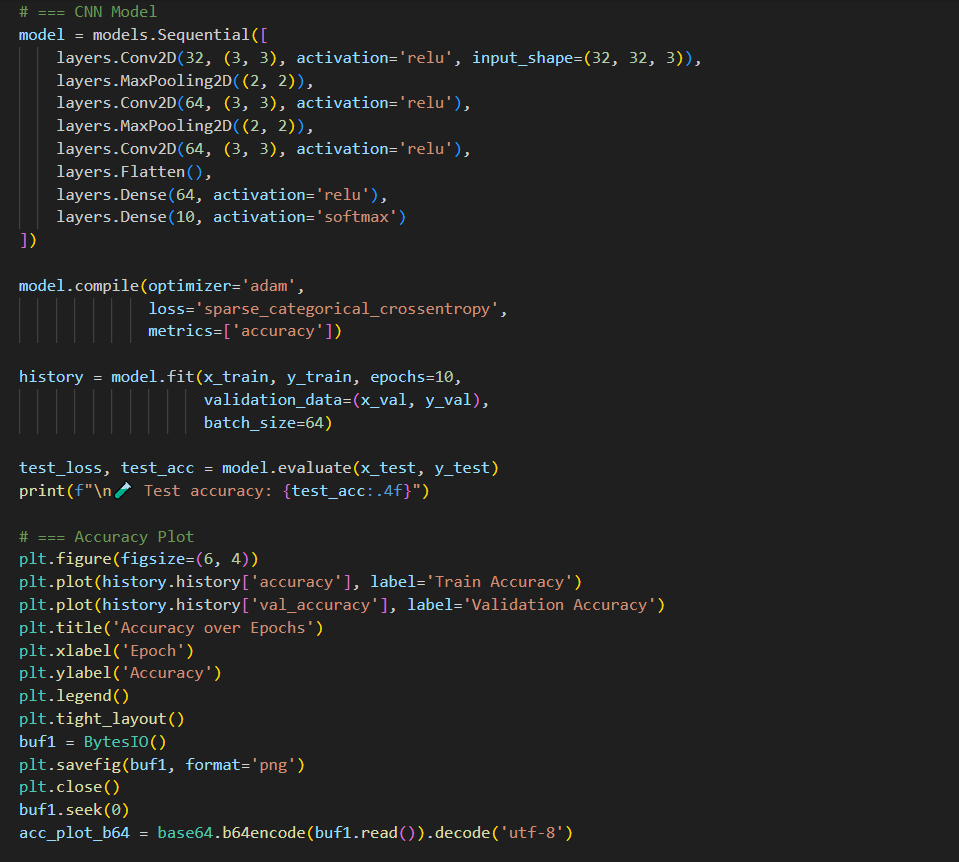 # === CNN Model
model = models.Sequential([
    layers.Conv2D(32, (3, 3), activation='relu', input_shape=(32, 32, 3)),
    layers.MaxPooling2D((2, 2)),
    layers.Conv2D(64, (3, 3), activation='relu'),
    layers.MaxPooling2D((2, 2)),
    layers.Conv2D(64, (3, 3), activation='relu'),
    layers.Flatten(),
    layers.Dense(64, activation='relu'),
    layers.Dense(10, activation='softmax')
])

model.compile(optimizer='adam',
              loss='sparse_categorical_crossentropy',
              metrics=['accuracy'])

history = model.fit(x_train, y_train, epochs=10,
                    validation_data=(x_val, y_val),
                    batch_size=64)

test_loss, test_acc = model.evaluate(x_test, y_test)
print(f"\n🧪 Test accuracy: {test_acc:.4f}")

# === Accuracy Plot
plt.figure(figsize=(6, 4))
plt.plot(history.history['accuracy'], label='Train Accuracy')
plt.plot(history.history['val_accuracy'], label='Validation Accuracy')
plt.title('Accuracy over Epochs')
plt.xlabel('Epoch')
plt.ylabel('Accuracy')
plt.legend()
plt.tight_layout()
buf1 = BytesIO()
plt.savefig(buf1, format='png')
plt.close()
buf1.seek(0)
acc_plot_b64 = base64.b64encode(buf1.read()).decode('utf-8')